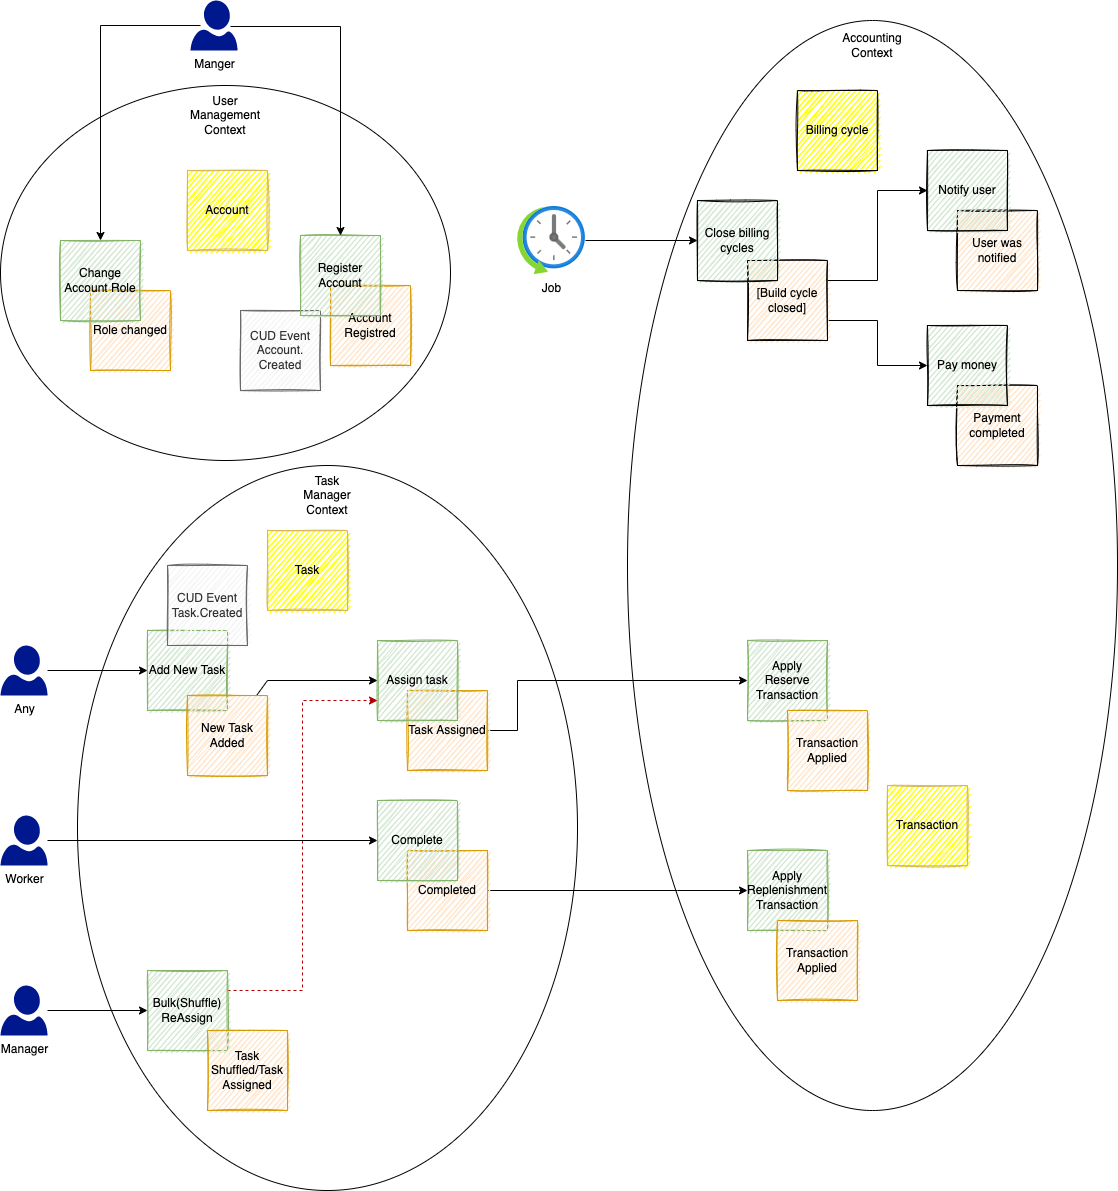 Manger
User
Management
Context
Account
Change
Account Role
Role changed
Register
Account
Account
Registred
CUD Event
Account.
Created
Job
Accounting
Context
Billing cycle
Close billing
cycles
[Build cycle
closed]
Notify user
User was
notified
Pay money
Payment
completed
Task
Manager
Context
Task
CUD Event
Task.Created
Any
Add New Task
New Task
Added
Assign task
Task Assigned
Apply
Reserve
Transaction
Transaction
Applied
Transaction
Worker
Complete
Completed
Apply
Replenishment
Transaction
Transaction
Applied
Manager
Bulk(Shuffle)
ReAssign
Task
Shuffled/Task
Assigned